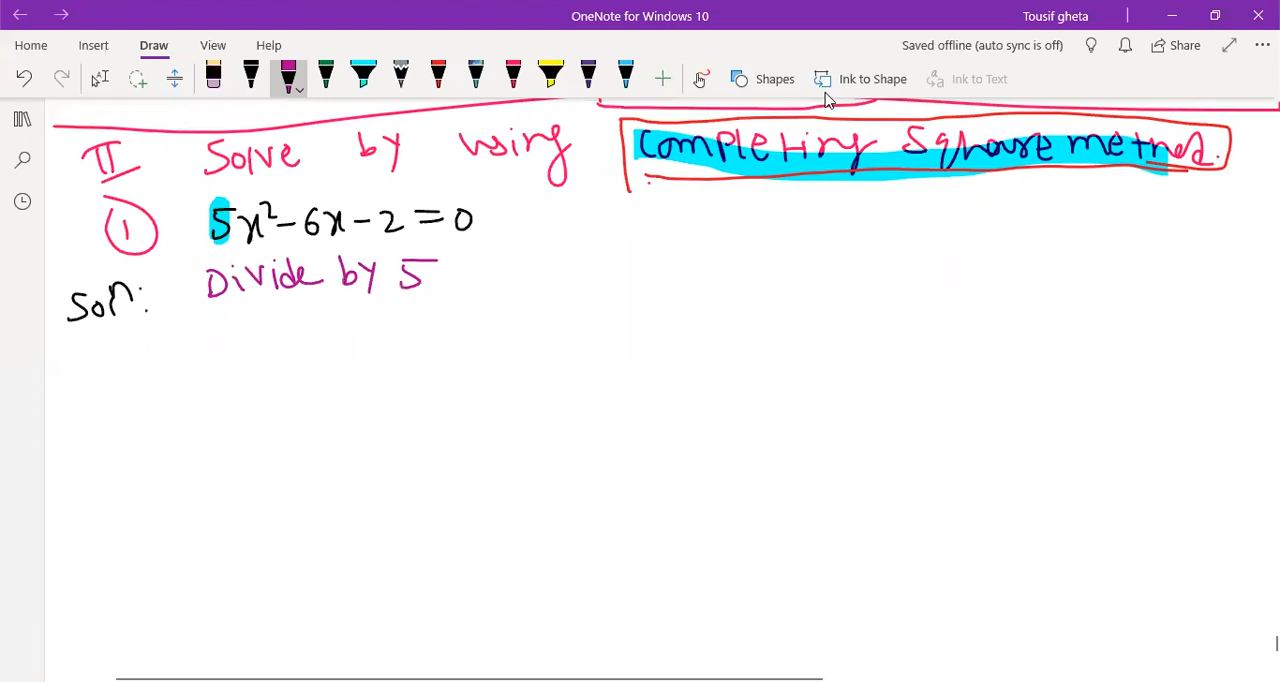 OneNote for Windows 10
Tousif gheta
Home Insert Draw View Help
Saved offline (auto sync is off)
Share
Shapes
Ink to Shape
Ink to Text
II Solve by using Completing Square method.
① 5x² - 6x - 2 = 0
Divide by 5
Soln: